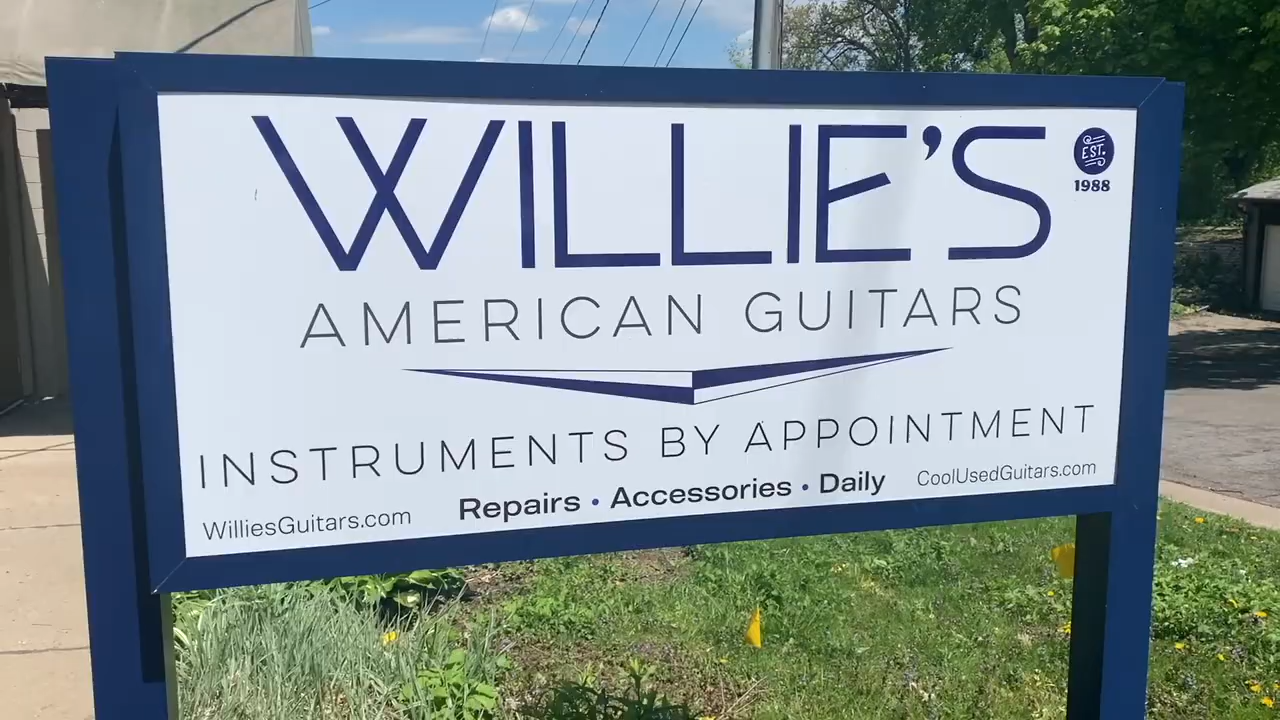 WILLIE'S
EST.
1988
AMERICAN GUITARS
INSTRUMENTS BY APPOINTMENT
WilliesGuitars.com
Repairs • Accessories • Daily
CoolUsedGuitars.com